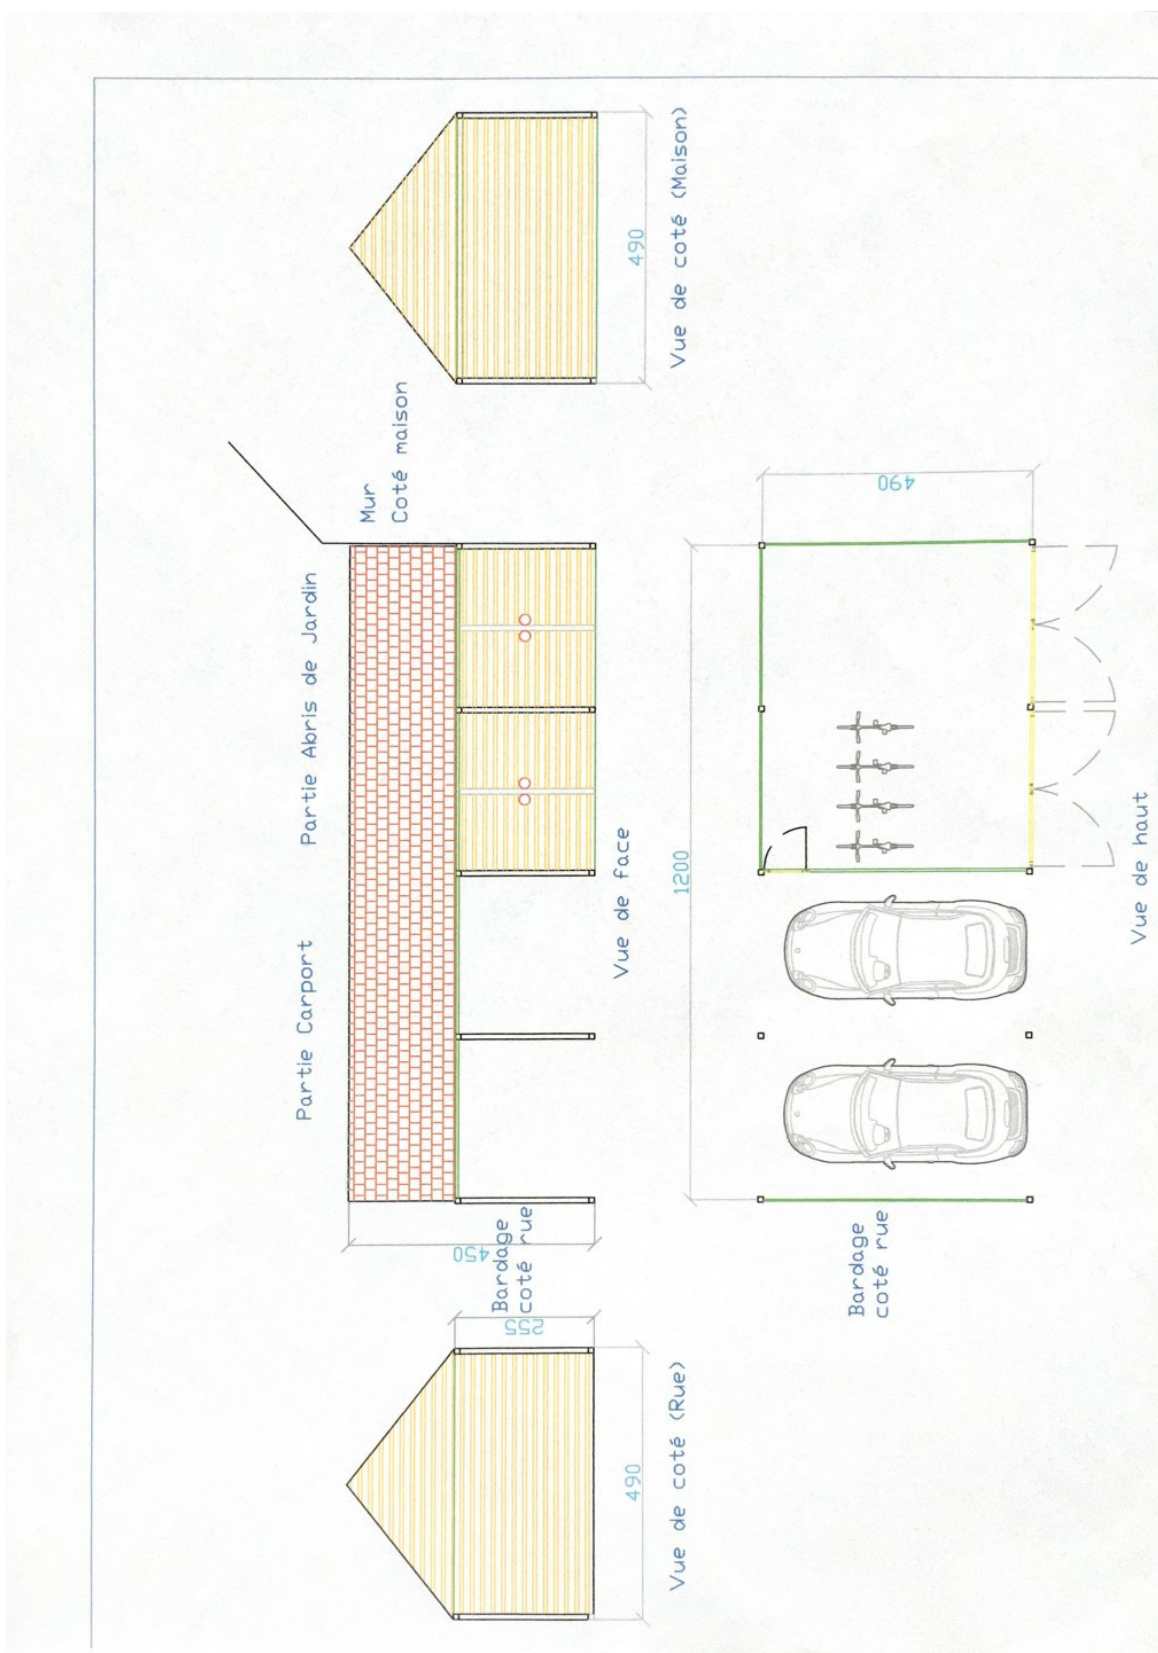 Partie Carport
Partie Abris de Jardin
Mur
Coté maison
450
Bardage
coté rue
255
490
Vue de coté (Rue)
Vue de face
490
Vue de coté (Maison)
1200
490
Bardage
coté rue
Vue de haut